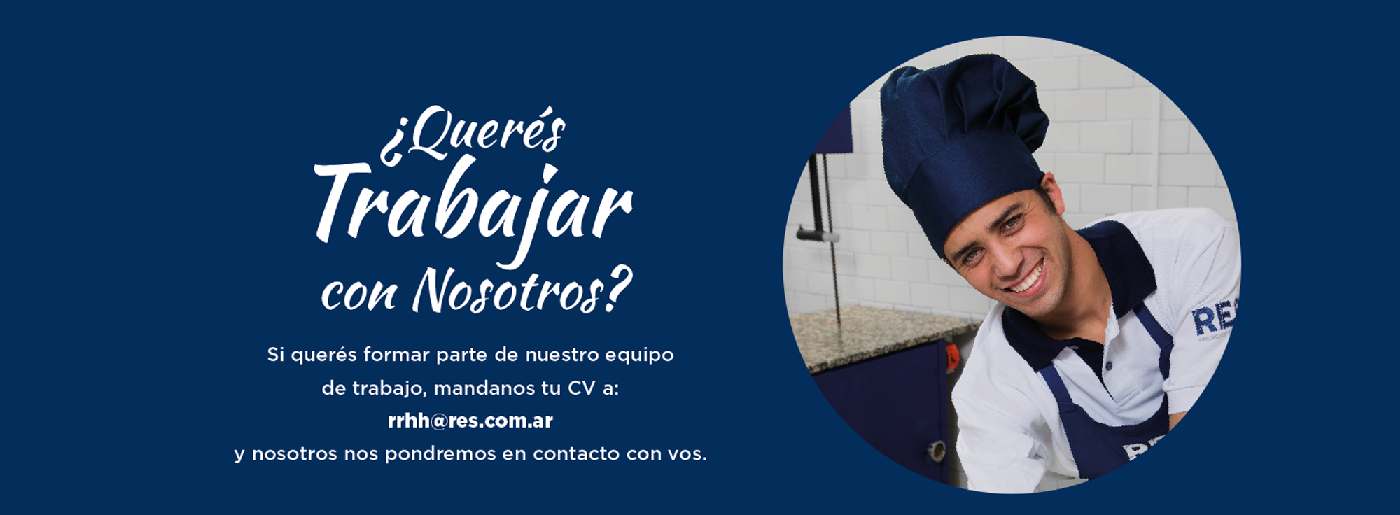 ¿Querés
Trabajar
con Nosotros?
Si querés formar parte de nuestro equipo
de trabajo, mandanos tu CV a:
rrhh@res.com.ar
y nosotros nos pondremos en contacto con vos.
RES